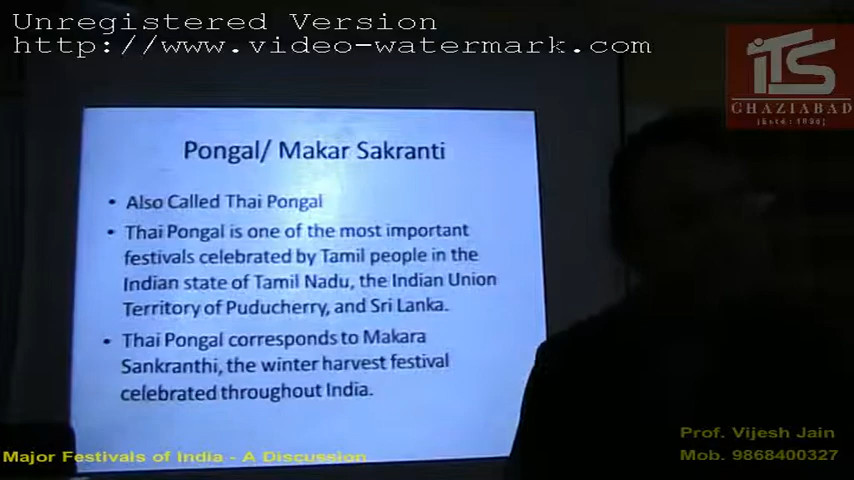 Unregistered Version
http://www.video-watermark.com
iTS
GHAZIABAD
(Estd: 1995)
Pongal/ Makar Sakranti
• Also Called Thai Pongal
• Thai Pongal is one of the most important
festivals celebrated by Tamil people in the
Indian state of Tamil Nadu, the Indian Union
Territory of Puducherry, and Sri Lanka.
• Thai Pongal corresponds to Makara
Sankranthi, the winter harvest festival
celebrated throughout India.
Prof. Vijesh Jain
Major Festivals of India - A Discussion
Mob. 9868400327